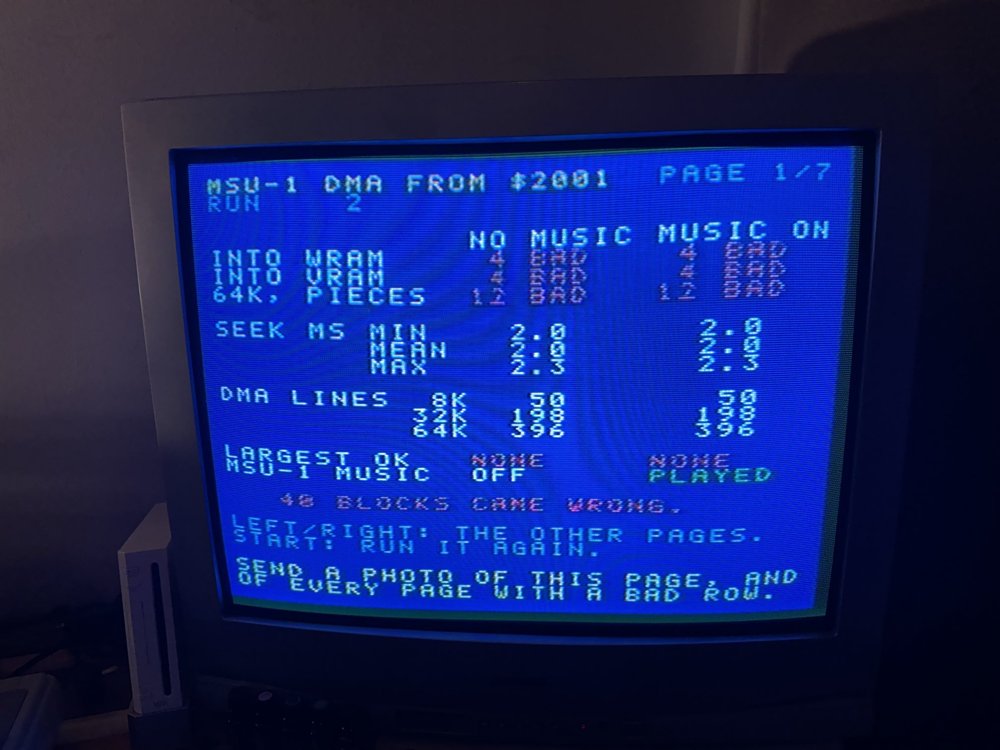 MSU-1 DMA FROM $2001 PAGE 1/7
RUN 2
NO MUSIC MUSIC ON
INTO WRAM 4 BAD 4 BAD
INTO VRAM 4 BAD 4 BAD
64K, PIECES 12 BAD 12 BAD
SEEK MS MIN 2.0 2.0
MEAN 2.0 2.0
MAX 2.3 2.3
DMA LINES 8K 50 50
32K 198 198
64K 396 396
LARGEST OK NONE NONE
MSU-1 MUSIC OFF PLAYED
40 BLOCKS CAME WRONG.
LEFT/RIGHT: THE OTHER PAGES.
START: RUN IT AGAIN.
SEND A PHOTO OF THIS PAGE, AND
OF EVERY PAGE WITH A BAD ROW.